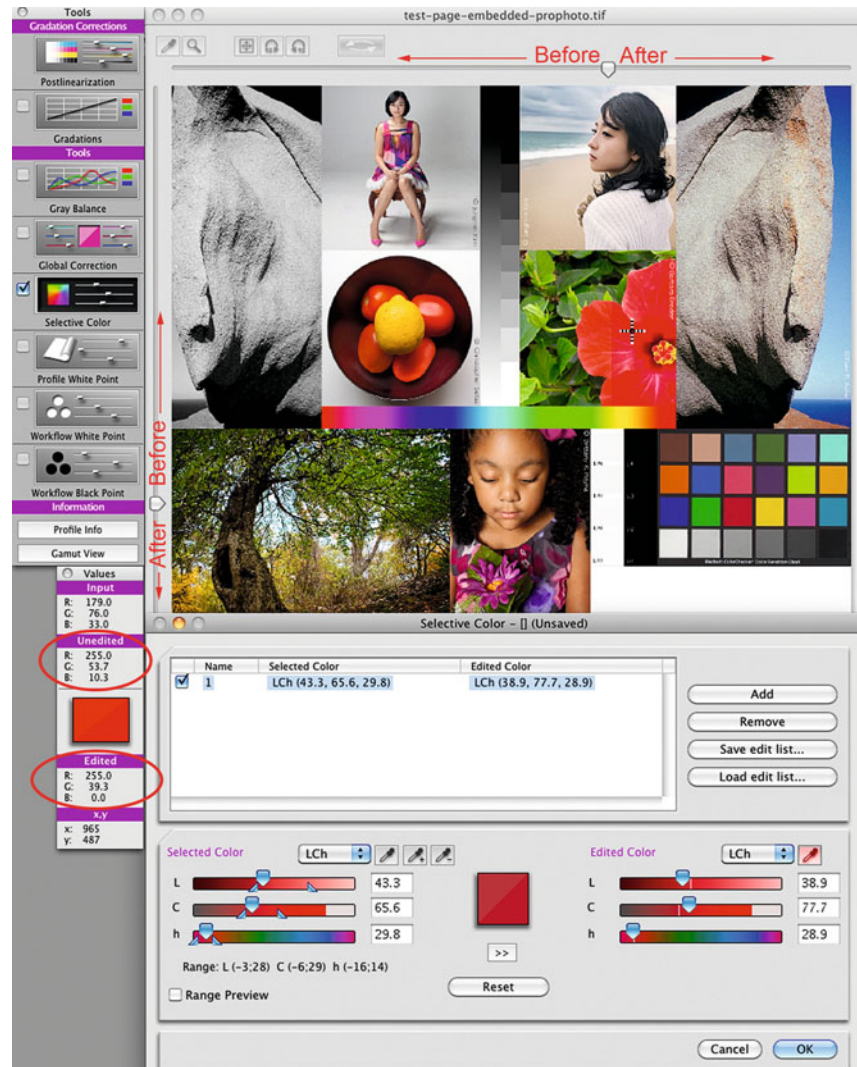 Tools
Gradation Corrections
Postlinearization
Gradations
Tools
Gray Balance
Global Correction
Selective Color
Profile White Point
Workflow White Point
Workflow Black Point
Information
Profile Info
Gamut View
test-page-embedded-prophoto.tif
Before After
Before
After
Values
Input
R: 179.0
G: 76.0
B: 33.0
Unedited
R: 255.0
G: 53.7
B: 10.3
Edited
R: 255.0
G: 39.3
B: 0.0
x,y
x: 965
y: 487
Selective Color – [] (Unsaved)
Name Selected Color Edited Color
1 LCh (43.3, 65.6, 29.8) LCh (38.9, 77.7, 28.9)
Add
Remove
Save edit list...
Load edit list...
Selected Color LCh
L 43.3
C 65.6
h 29.8
Range: L (-3;28) C (-6;29) h (-16;14)
Range Preview
>>
Reset
Edited Color LCh
L 38.9
C 77.7
h 28.9
Cancel OK